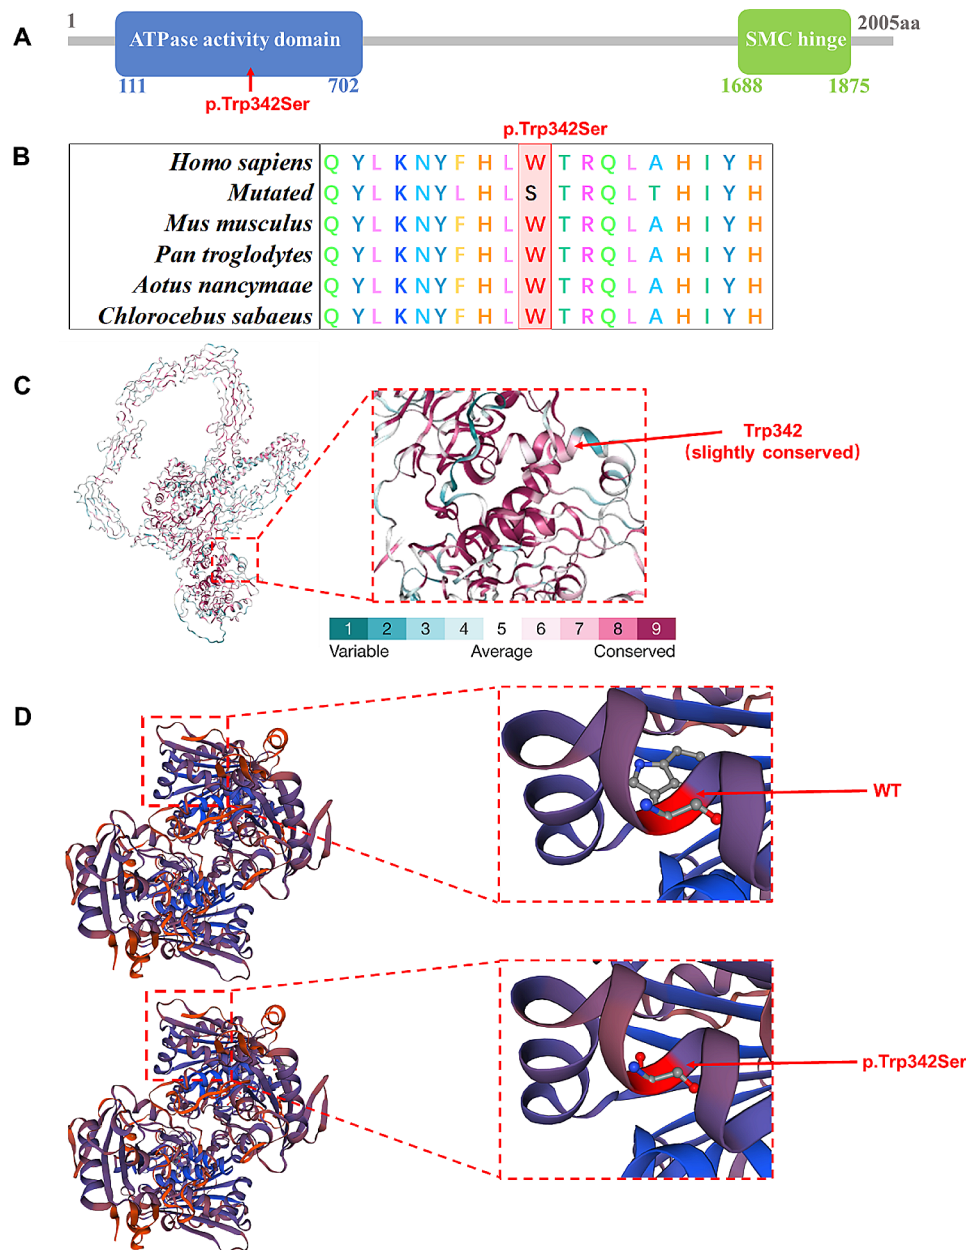 A
1
2005aa
ATPase activity domain
SMC hinge
111
702
1688
1875
p.Trp342Ser
p.Trp342Ser
B
Homo sapiens Q Y L K N Y F H L W T R Q L A H I Y H
Mutated Q Y L K N Y L H L S T R Q L T H I Y H
Mus musculus Q Y L K N Y F H L W T R Q L A H I Y H
Pan troglodytes Q Y L K N Y F H L W T R Q L A H I Y H
Aotus nancymaae Q Y L K N Y F H L W T R Q L A H I Y H
Chlorocebus sabaeus Q Y L K N Y F H L W T R Q L A H I Y H
C
Trp342
(slightly conserved)
1 2 3 4 5 6 7 8 9
Variable Average Conserved
D
WT
p.Trp342Ser